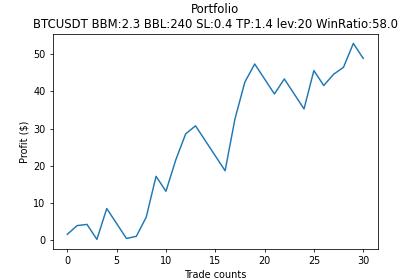 Portfolio
BTCUSDT BBM:2.3 BBL:240 SL:0.4 TP:1.4 lev:20 WinRatio:58.0
50
40
30
20
10
0
Profit ($)
0 5 10 15 20 25 30
Trade counts